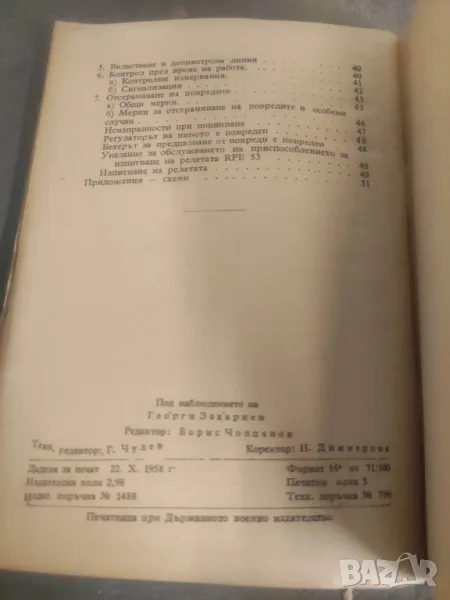 5. Включване в дециметрова линия 40
6. Контрол през време на работа. 40
а) Контролни измервания. 41
б) Сигнализация 42
7. Отстраняване на повредите 43
а) Общи мерки. 43
б) Мерки за отстраняване на повредите в особени
случаи 46
Неизправности при позвъняване 47
Регулаторът на нивото е повреден 48
Бехерът за предпазване от повреди е повреден 48
Указание за обслужването на приспособлението за
изпитване на релетата RPE 53 48
Изпитване на релетата 49
Приложения — схеми 51
Под наблюдението на
Георги Захариев
Редактор: Борис
Техн. редактор: Г. Чулев Коректор: Н. Димитрова
Дадена за печат 22. X. 1958 г Формат 16° от 71/100
Издателски коли 2,98 Печатни коли 5
Издат. поръчка № 1488 Техн. поръчка № 796
Печатница при Държавното военно издателство
BAZAR